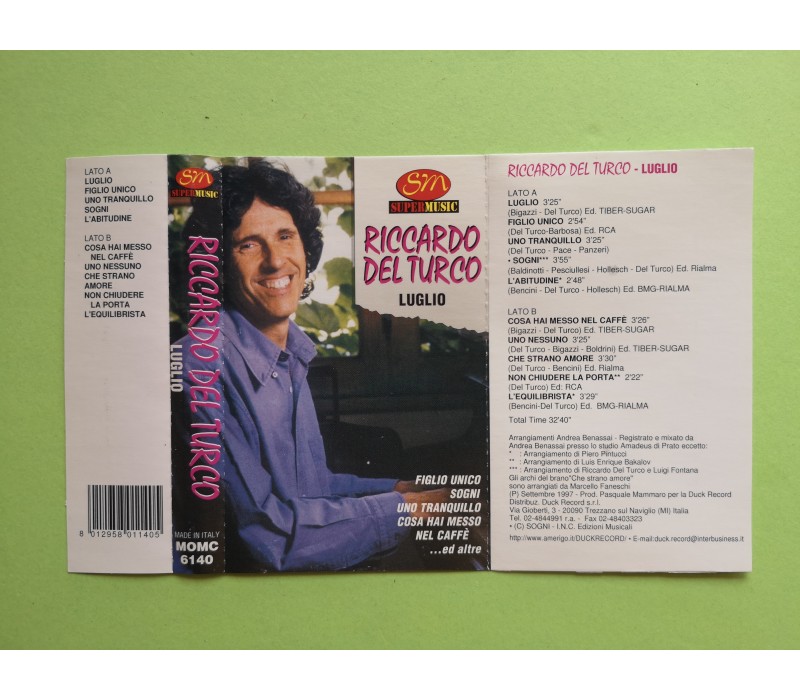 LATO A
LUGLIO
FIGLIO UNICO
UNO TRANQUILLO
SOGNI
L'ABITUDINE
LATO B
COSA HAI MESSO
NEL CAFFÈ
UNO NESSUNO
CHE STRANO
AMORE
NON CHIUDERE
LA PORTA
L'EQUILIBRISTA
8 012958 011405
SM
SUPERMUSIC
RICCARDO DEL TURCO
LUGLIO
MADE IN ITALY
MOMC
6140
SM
SUPERMUSIC
RICCARDO
DEL TURCO
LUGLIO
FIGLIO UNICO
SOGNI
UNO TRANQUILLO
COSA HAI MESSO
NEL CAFFÈ
...ed altre
RICCARDO DEL TURCO - LUGLIO
LATO A
LUGLIO 3'25"
(Bigazzi - Del Turco) Ed. TIBER-SUGAR
FIGLIO UNICO 2'54"
(Del Turco-Barbosa) Ed. RCA
UNO TRANQUILLO 3'25"
(Del Turco - Pace - Panzeri)
• SOGNI*** 3'55"
(Baldinotti - Pesciullesi - Hollesch - Del Turco) Ed. Rialma
L'ABITUDINE* 2'48"
(Bencini - Del Turco - Hollesch) Ed. BMG-RIALMA
LATO B
COSA HAI MESSO NEL CAFFÈ 3'26"
(Bigazzi - Del Turco) Ed. TIBER-SUGAR
UNO NESSUNO 3'25"
(Del Turco - Bigazzi - Boldrini) Ed. TIBER-SUGAR
CHE STRANO AMORE 3'30"
(Del Turco - Bencini) Ed. Rialma
NON CHIUDERE LA PORTA** 2'22"
(Del Turco) Ed: RCA
L'EQUILIBRISTA* 3'29"
(Bencini-Del Turco) Ed. BMG-RIALMA
Total Time 32'40"
Arrangiamenti Andrea Benassai - Registrato e mixato da
Andrea Benassai presso lo studio Amadeus di Prato eccetto:
* : Arrangiamento di Piero Pintucci
** : Arrangiamento di Luis Enrique Bakalov
*** : Arrangiamento di Riccardo Del Turco e Luigi Fontana
Gli archi del brano"Che strano amore"
sono arrangiati da Marcello Faneschi
(P) Settembre 1997 - Prod. Pasquale Mammaro per la Duck Record
Distribuz. Duck Record s.r.l.
Via Gioberti, 3 - 20090 Trezzano sul Naviglio (MI) Italia
Tel. 02-4844991 r.a. - Fax 02-48403323
• (C) SOGNI - I.N.C. Edizioni Musicali
http://www.amerigo.it/DUCKRECORD/ • E-mail:duck.record@interbusiness.it